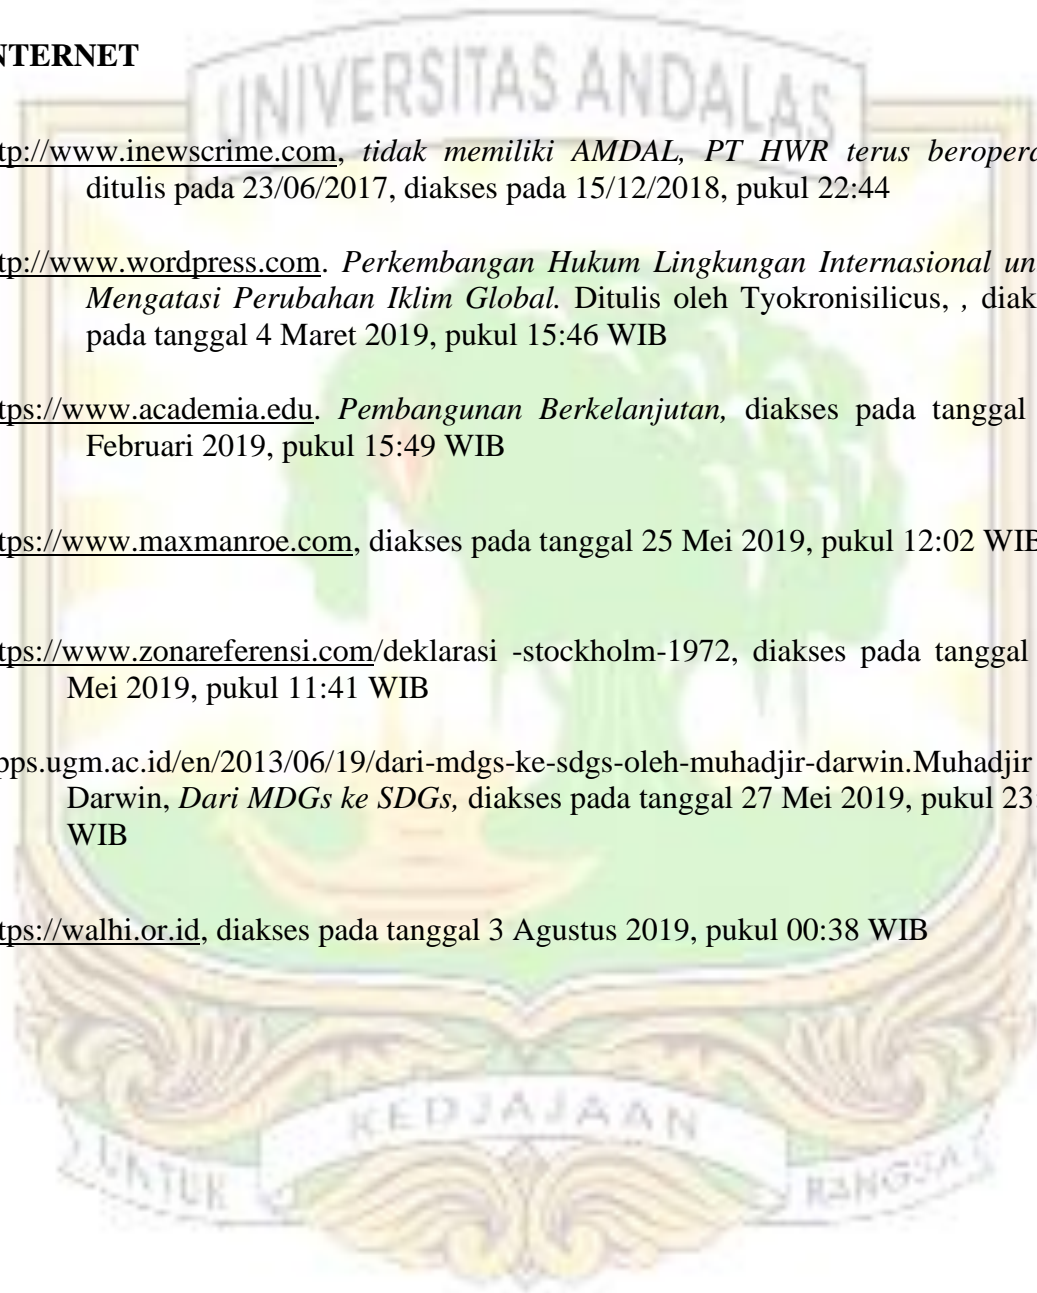 UNIVERSITAS ANDALAS
NTERNET
tp://www.inewscrime.com, tidak memiliki AMDAL, PT HWR terus beropera
ditulis pada 23/06/2017, diakses pada 15/12/2018, pukul 22:44
tp://www.wordpress.com. Perkembangan Hukum Lingkungan Internasional un
Mengatasi Perubahan Iklim Global. Ditulis oleh Tyokronisilicus, , diak
pada tanggal 4 Maret 2019, pukul 15:46 WIB
tps://www.academia.edu. Pembangunan Berkelanjutan, diakses pada tanggal
Februari 2019, pukul 15:49 WIB
tps://www.maxmanroe.com, diakses pada tanggal 25 Mei 2019, pukul 12:02 WIB
tps://www.zonareferensi.com/deklarasi -stockholm-1972, diakses pada tanggal
Mei 2019, pukul 11:41 WIB
pps.ugm.ac.id/en/2013/06/19/dari-mdgs-ke-sdgs-oleh-muhadjir-darwin.Muhadjir
Darwin, Dari MDGs ke SDGs, diakses pada tanggal 27 Mei 2019, pukul 23
WIB
tps://walhi.or.id, diakses pada tanggal 3 Agustus 2019, pukul 00:38 WIB
UNTUK KEDJAJAAN BANGSA